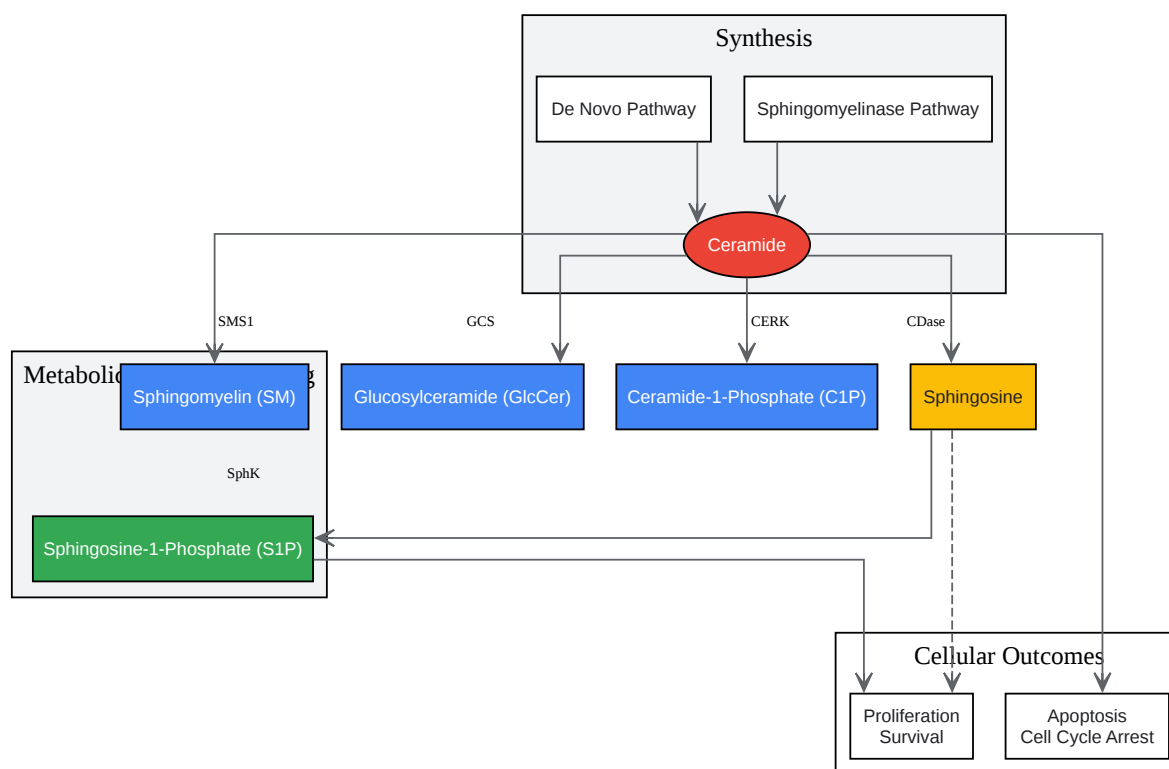 Synthesis
De Novo Pathway
Sphingomyelinase Pathway
Ceramide
SMS1
GCS
CERK
CDase
Metabolic
Sphingomyelin (SM)
Glucosylceramide (GlcCer)
Ceramide-1-Phosphate (C1P)
Sphingosine
SphK
Sphingosine-1-Phosphate (S1P)
Cellular Outcomes
Proliferation
Survival
Apoptosis
Cell Cycle Arrest